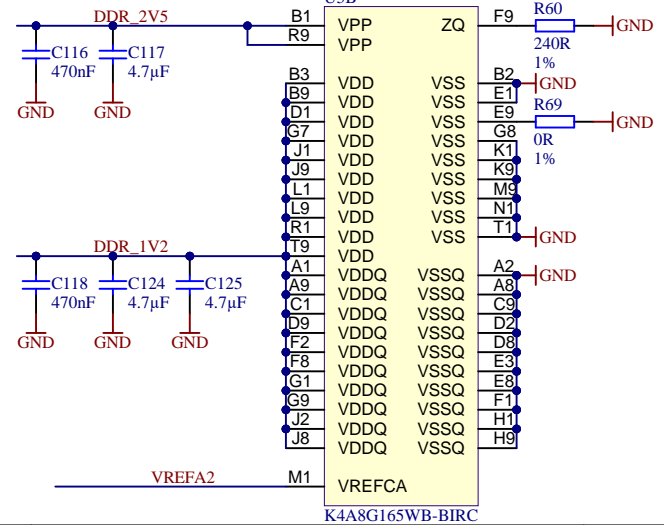 U3B
DDR_2V5
B1 VPP ZQ F9 R60 GND
R9 VPP 240R
1%
C116 C117
470nF 4.7µF
GND GND
B3 VDD VSS B2 GND
B9 VDD VSS E1
D1 VDD VSS E9 R69 GND
0R
1%
G7 VDD VSS G8
J1 VDD VSS K1
J9 VDD VSS K9
L1 VDD VSS M9
L9 VDD VSS N1
R1 VDD VSS T1 GND
DDR_1V2
T9 VDD
A1 VDDQ VSSQ A2 GND
A9 VDDQ VSSQ A8
C1 VDDQ VSSQ C9
D9 VDDQ VSSQ D2
F2 VDDQ VSSQ D8
F8 VDDQ VSSQ E3
G1 VDDQ VSSQ E8
G9 VDDQ VSSQ F1
J2 VDDQ VSSQ H1
J8 VDDQ VSSQ H9
C118 C124 C125
470nF 4.7µF 4.7µF
GND GND GND
VREFA2 M1 VREFCA
K4A8G165WB-BIRC